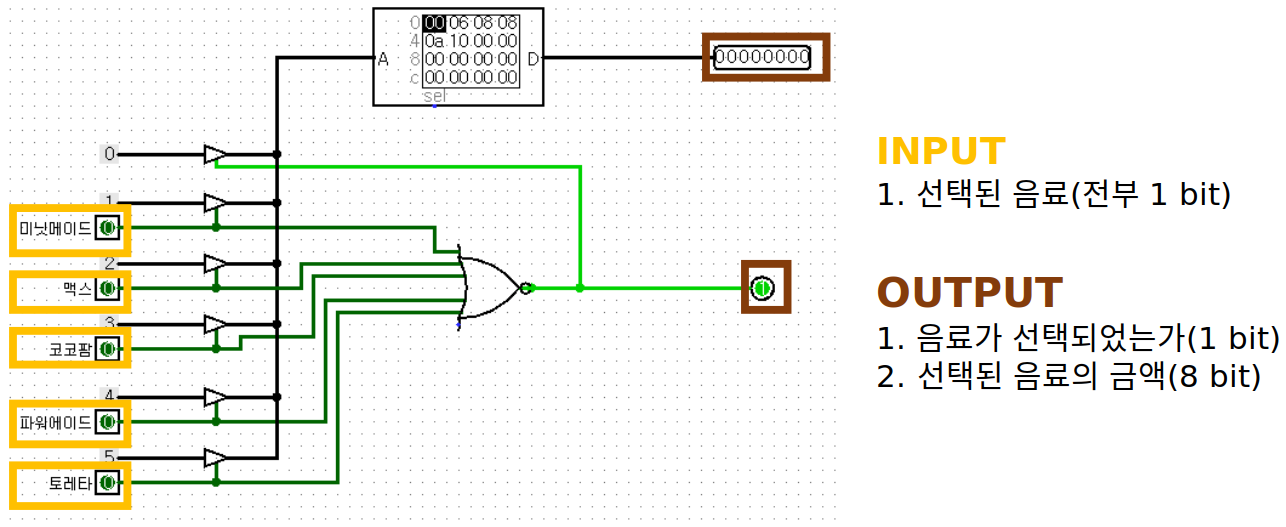 0 00 06 08 08
4 0a 10 00 00
8 00 00 00 00
c 00 00 00 00
A
D
sel
00000000
0
1
미닛메이드 0
2
맥스 0
3
코코팜 0
4
파워에이드 0
5
토레타 0
1
INPUT
1. 선택된 음료(전부 1 bit)
OUTPUT
1. 음료가 선택되었는가(1 bit)
2. 선택된 음료의 금액(8 bit)